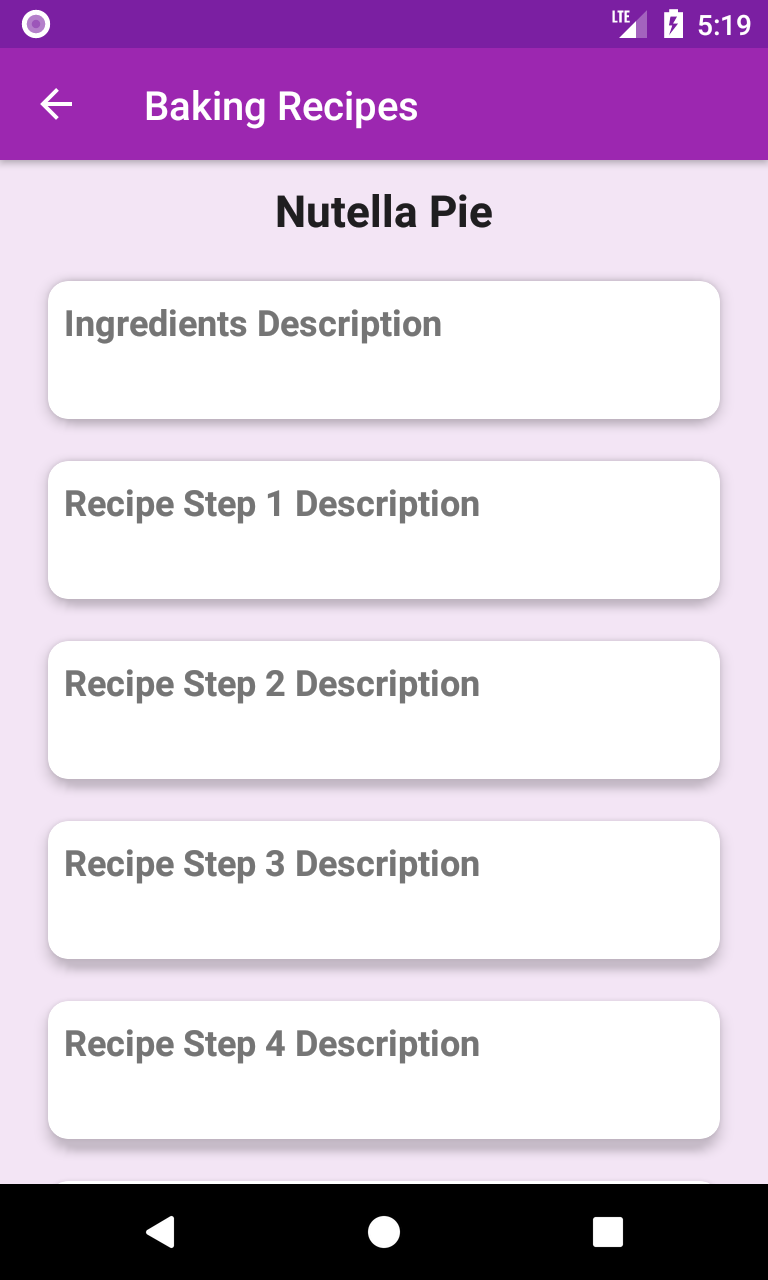 LTE 5:19
Baking Recipes
Nutella Pie
Ingredients Description
Recipe Step 1 Description
Recipe Step 2 Description
Recipe Step 3 Description
Recipe Step 4 Description